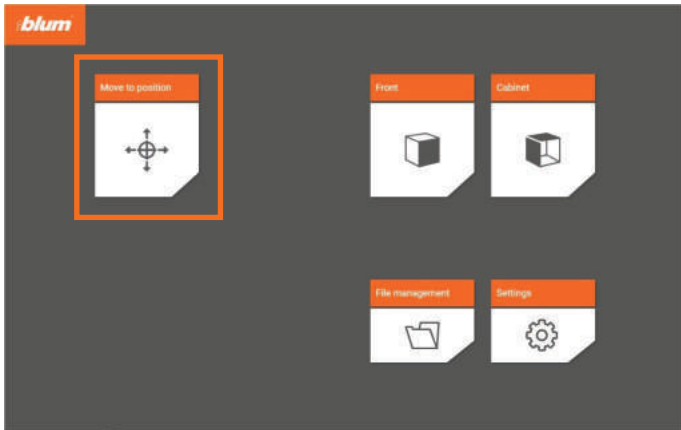 blum
Move to position
Front
Cabinet
File management
Settings